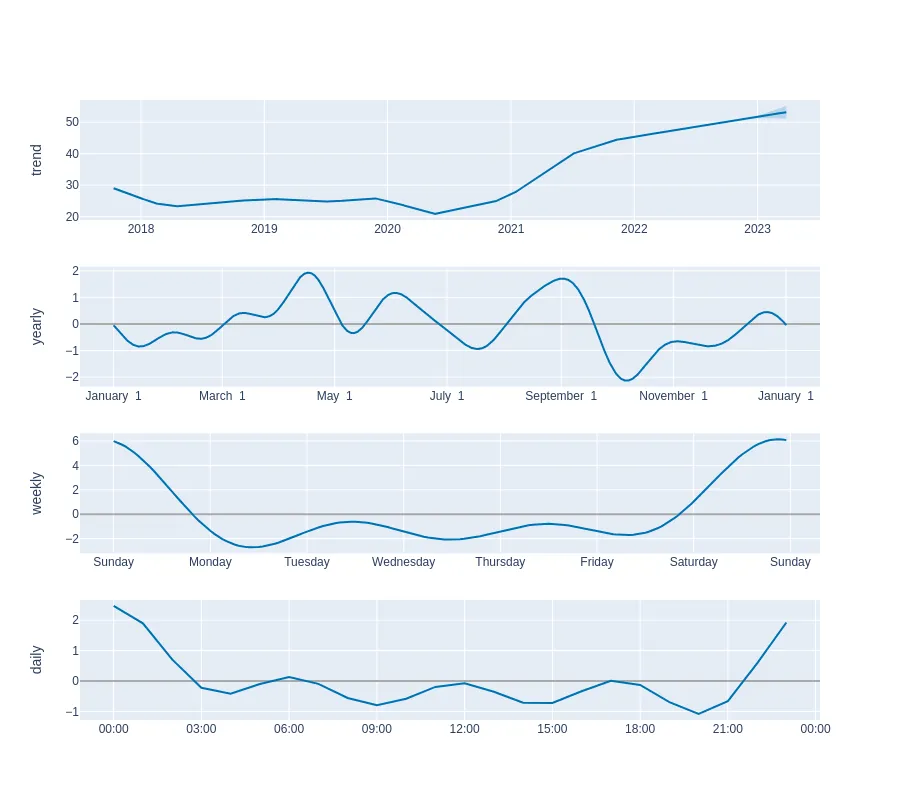 trend
50
40
30
20
2018 2019 2020 2021 2022 2023
yearly
2
1
0
−1
−2
January 1 March 1 May 1 July 1 September 1 November 1 January 1
weekly
6
4
2
0
−2
Sunday Monday Tuesday Wednesday Thursday Friday Saturday Sunday
daily
2
1
0
−1
00:00 03:00 06:00 09:00 12:00 15:00 18:00 21:00 00:00